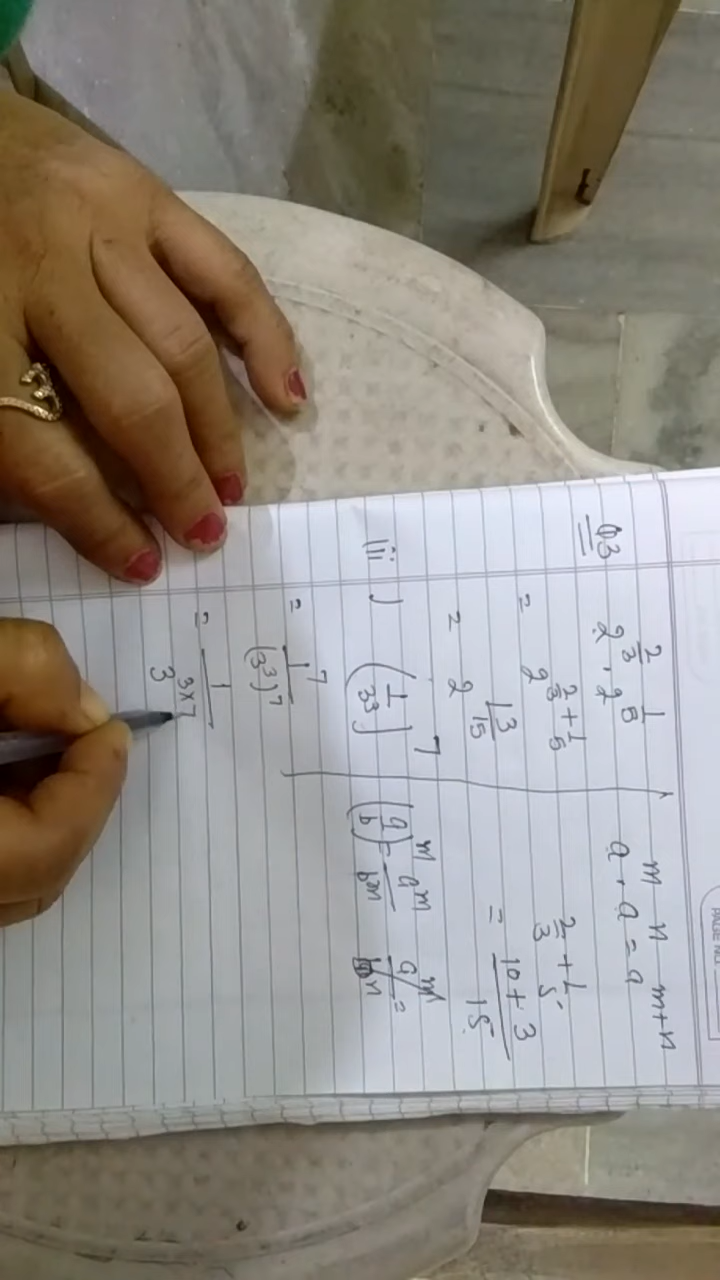 Q3 2^(2/3) . 2^(1/5)
= 2^(2/3 + 1/5)
= 2^(13/15)
ii) (1/3³)^7
= 1^7/(3³)^7
= 1/3^(3×7)
a^m . a^n = a^(m+n)
2/3 + 1/5
= (10+3)/15
(a/b)^m = a^m/b^m a^m/b^n =
PAGE NO.